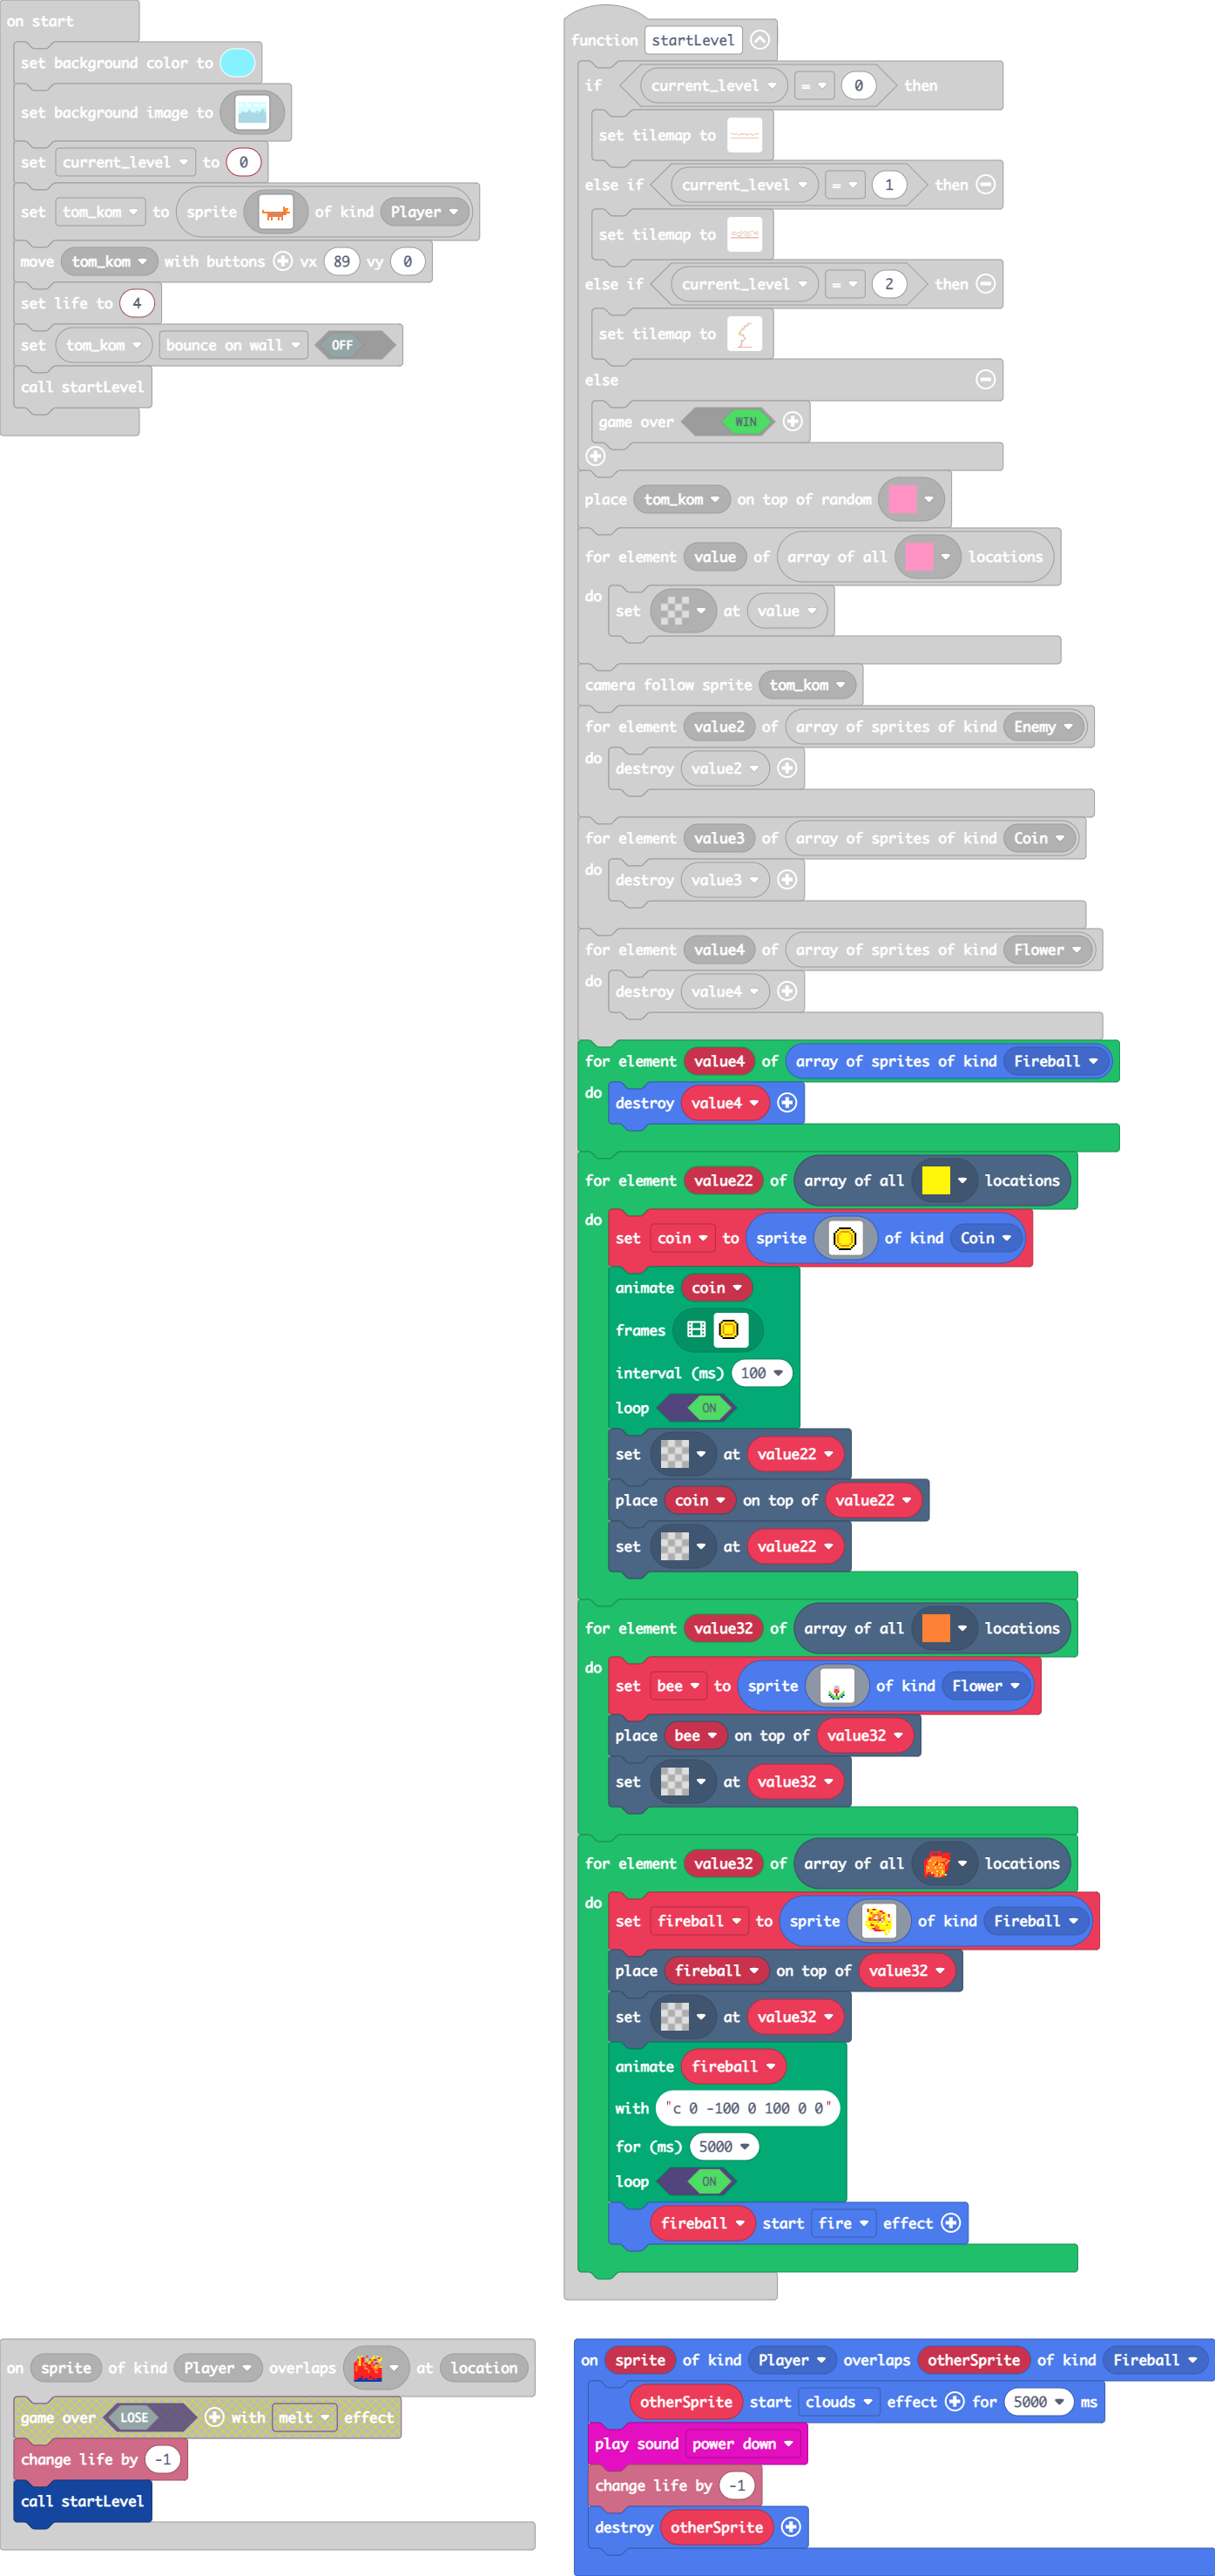 on start
set background color to
set background image to
set current_level to 0
set tom_kom to sprite of kind Player
move tom_kom with buttons vx 89 vy 0
set life to 4
set tom_kom bounce on wall OFF
call startLevel
function startLevel
if current_level = 0 then
set tilemap to
else if current_level = 1 then
set tilemap to
else if current_level = 2 then
set tilemap to
else
game over WIN
place tom_kom on top of random
for element value of array of all locations
do set at value
camera follow sprite tom_kom
for element value2 of array of sprites of kind Enemy
do destroy value2
for element value3 of array of sprites of kind Coin
do destroy value3
for element value4 of array of sprites of kind Flower
do destroy value4
for element value4 of array of sprites of kind Fireball
do destroy value4
for element value22 of array of all locations
do set coin to sprite of kind Coin
animate coin
frames
interval (ms) 100
loop ON
set at value22
place coin on top of value22
set at value22
for element value32 of array of all locations
do set bee to sprite of kind Flower
place bee on top of value32
set at value32
for element value32 of array of all locations
do set fireball to sprite of kind Fireball
place fireball on top of value32
set at value32
animate fireball
with "c 0 -100 0 100 0 0"
for (ms) 5000
loop ON
fireball start fire effect
on sprite of kind Player overlaps at location
game over LOSE with melt effect
change life by -1
call startLevel
on sprite of kind Player overlaps otherSprite of kind Fireball
otherSprite start clouds effect for 5000 ms
play sound power down
change life by -1
destroy otherSprite